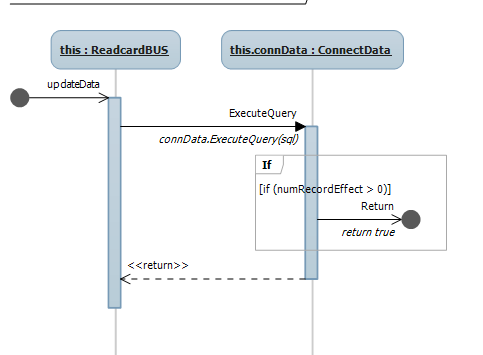 this : ReadcardBUS
this.connData : ConnectData
updateData
ExecuteQuery
connData.ExecuteQuery(sql)
If
[if (numRecordEffect > 0)]
Return
return true
<<return>>